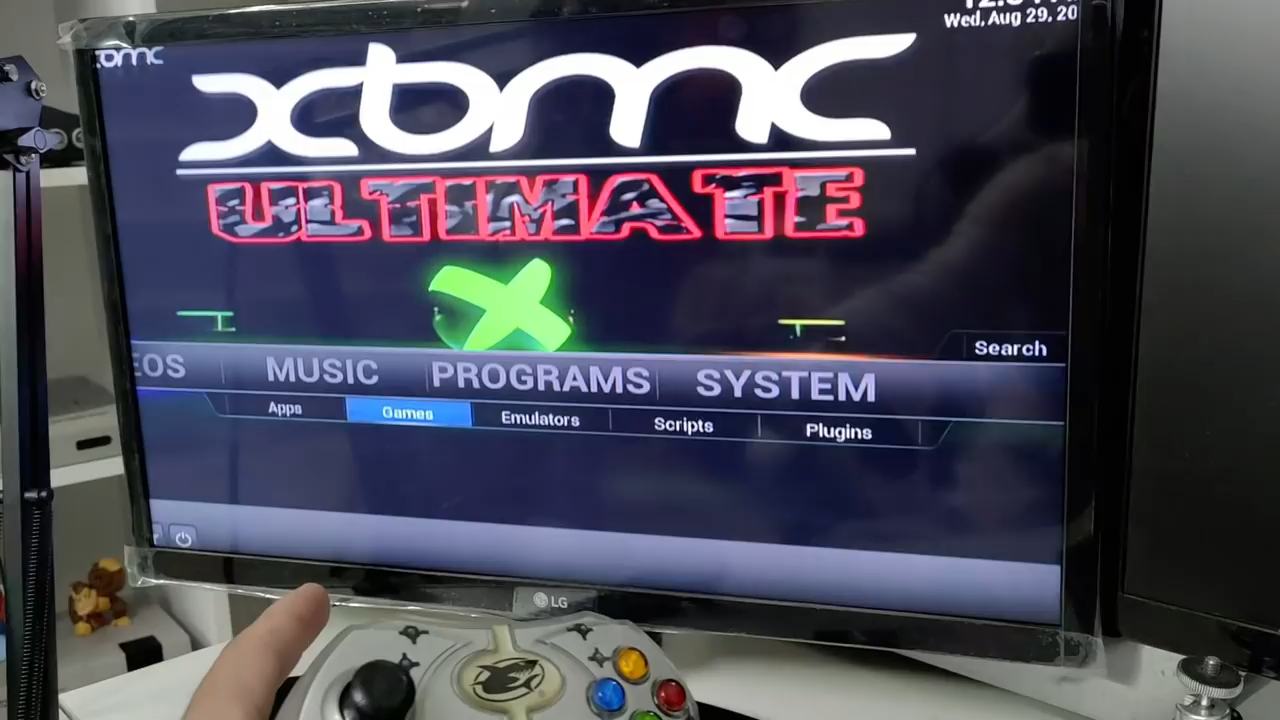 Wed, Aug 29, 20
xbmc
xbmc
ULTIMATE
X
Search
EOS MUSIC PROGRAMS SYSTEM
Apps Games Emulators Scripts Plugins
LG